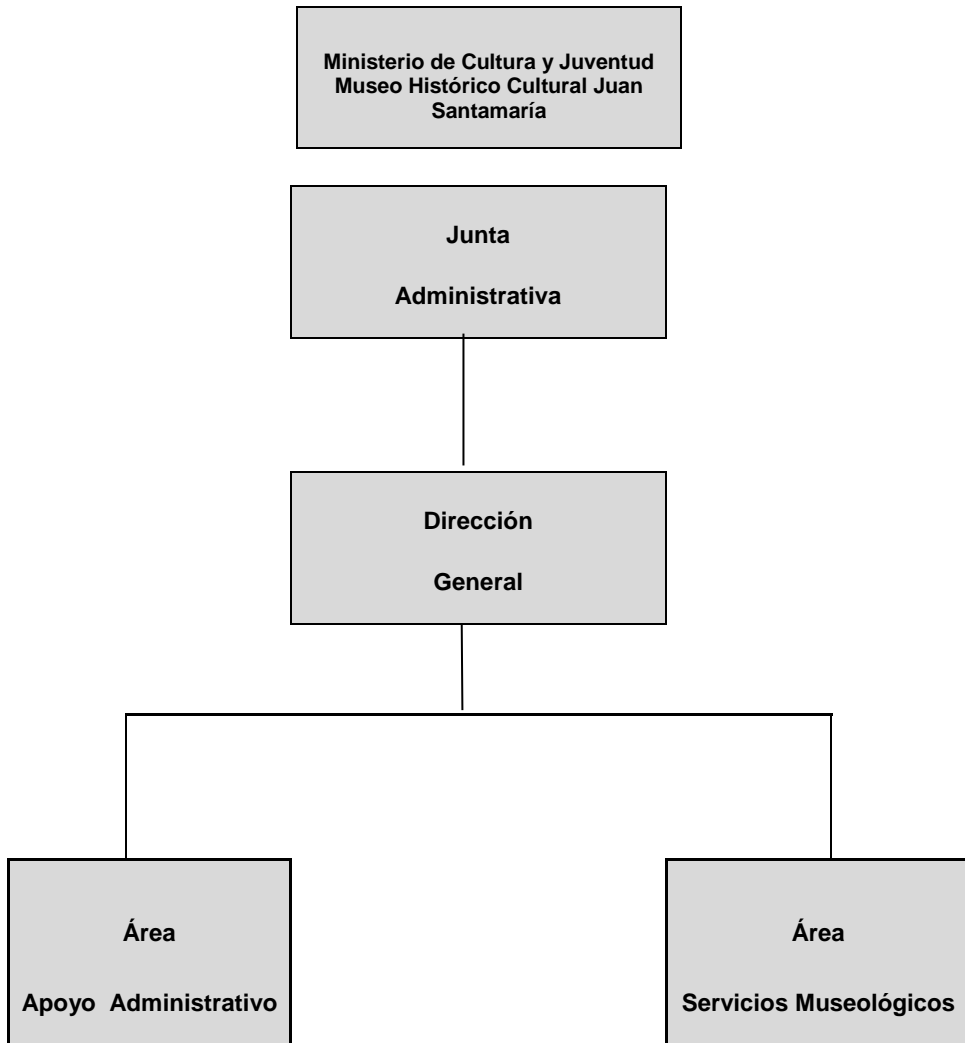 Ministerio de Cultura y Juventud
Museo Histórico Cultural Juan
Santamaría
Junta
Administrativa
Dirección
General
Área
Apoyo Administrativo
Área
Servicios Museológicos